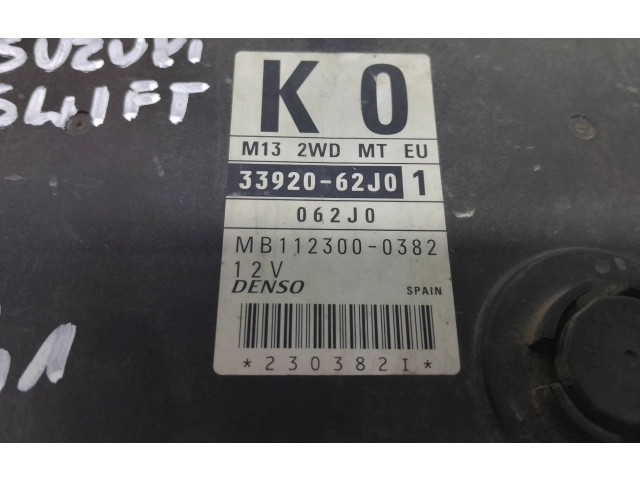 SUZUKI
SWIFT
K0
M13 2WD MT EU
33920-62J0 1
062J0
MB112300-0382
12V
DENSO SPAIN
*230382I*